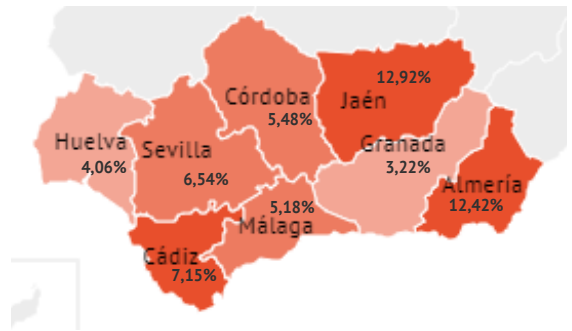 12,92%
Córdoba
Jaén
5,48%
Huelva
Sevilla
Granada
4,06%
3,22%
6,54%
Almería
5,18%
12,42%
Málaga
Cádiz
7,15%